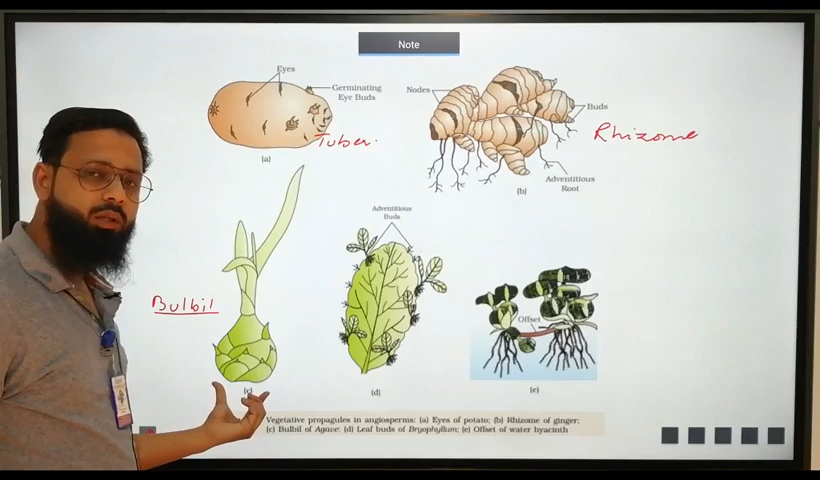 Note
Eyes
Germinating
Eye Buds
Tuber.
(a)
Nodes
Buds
Rhizome
Adventitious
Root
(b)
Bulbil
(c)
Adventitious
Buds
(d)
Offset
(e)
Vegetative propagules in angiosperms: (a) Eyes of potato; (b) Rhizome of ginger;
(c) Bulbil of Agave: (d) Leaf buds of Bryophyllum; (e) Offset of water hyacinth